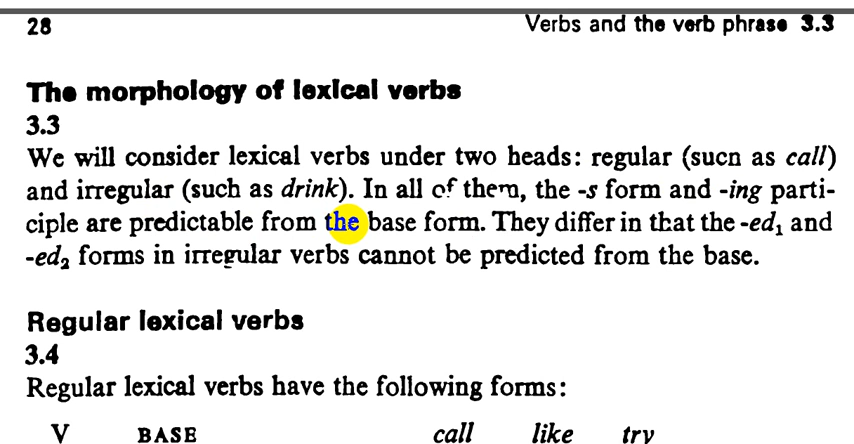 28 Verbs and the verb phrase 3.3
The morphology of lexical verbs
3.3
We will consider lexical verbs under two heads: regular (sucn as call)
and irregular (such as drink). In all of them, the -s form and -ing parti-
ciple are predictable from the base form. They differ in that the -ed₁ and
-ed₂ forms in irregular verbs cannot be predicted from the base.
Regular lexical verbs
3.4
Regular lexical verbs have the following forms:
V BASE call like try